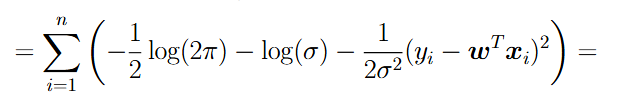 = \sum_{i=1}^{n} \left( -\frac{1}{2} \log(2\pi) - \log(\sigma) - \frac{1}{2\sigma^2} (y_i - \boldsymbol{w}^T \boldsymbol{x}_i)^2 \right) =